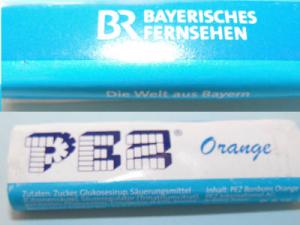 BR BAYERISCHES
FERNSEHEN
Die Welt aus Bayern
PEZ® Orange
Zutaten: Zucker, Glukosesirup, Säuerungsmittel
Inhalt: PEZ Bonbons Orange